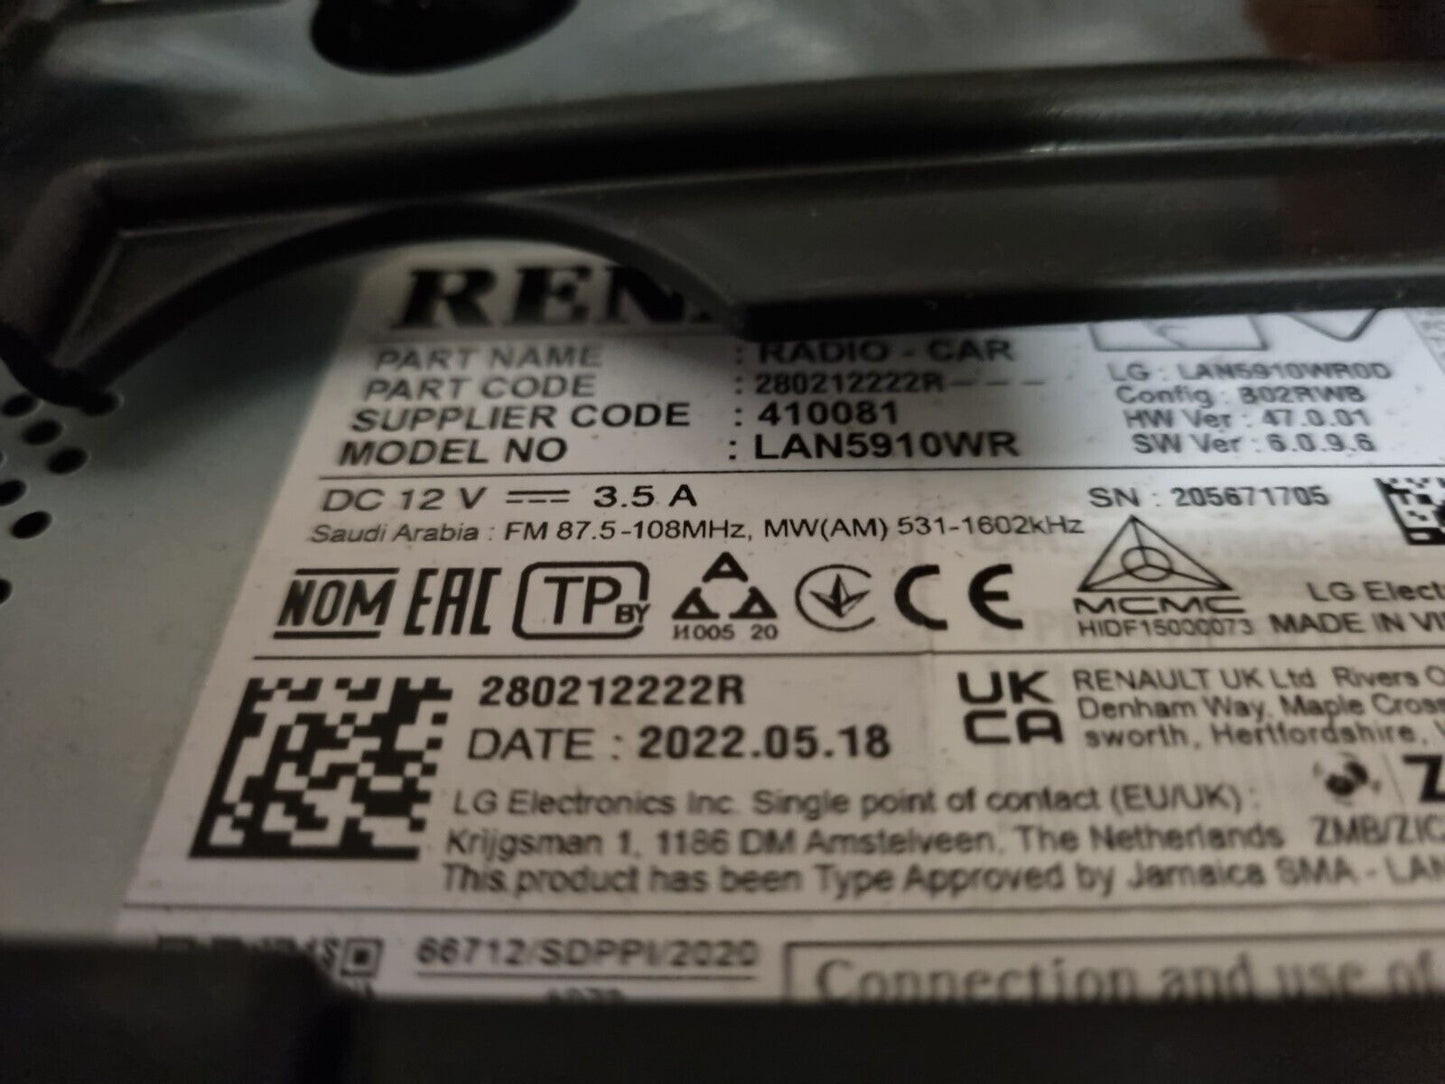 REN
PART NAME : RADIO - CAR
PART CODE : 280212222R- - - -
SUPPLIER CODE : 410081
MODEL NO : LAN5910WR
LG : LAN5910WR0D
Config : B02RWB
HW Ver : 47.0.01
SW Ver : 6.0.9.6
DC 12 V 3.5 A
SN : 205671705
Saudi Arabia : FM 87.5-108MHz, MW(AM) 531-1602kHz
NOM EAC TP BY A И005 20 CE
MCMC
HIDF15000073
LG Elect
MADE IN VI
280212222R
DATE : 2022.05.18
UK
CA
RENAULT UK Ltd Rivers O
Denham Way, Maple Cross
sworth, Hertfordshire,
LG Electronics Inc. Single point of contact (EU/UK) :
Krijgsman 1, 1186 DM Amstelveen, The Netherlands
This product has been Type Approved by Jamaica SMA - LAN
Z
ZMB/ZIC
66712/SDPPI/2020
Connection and use of